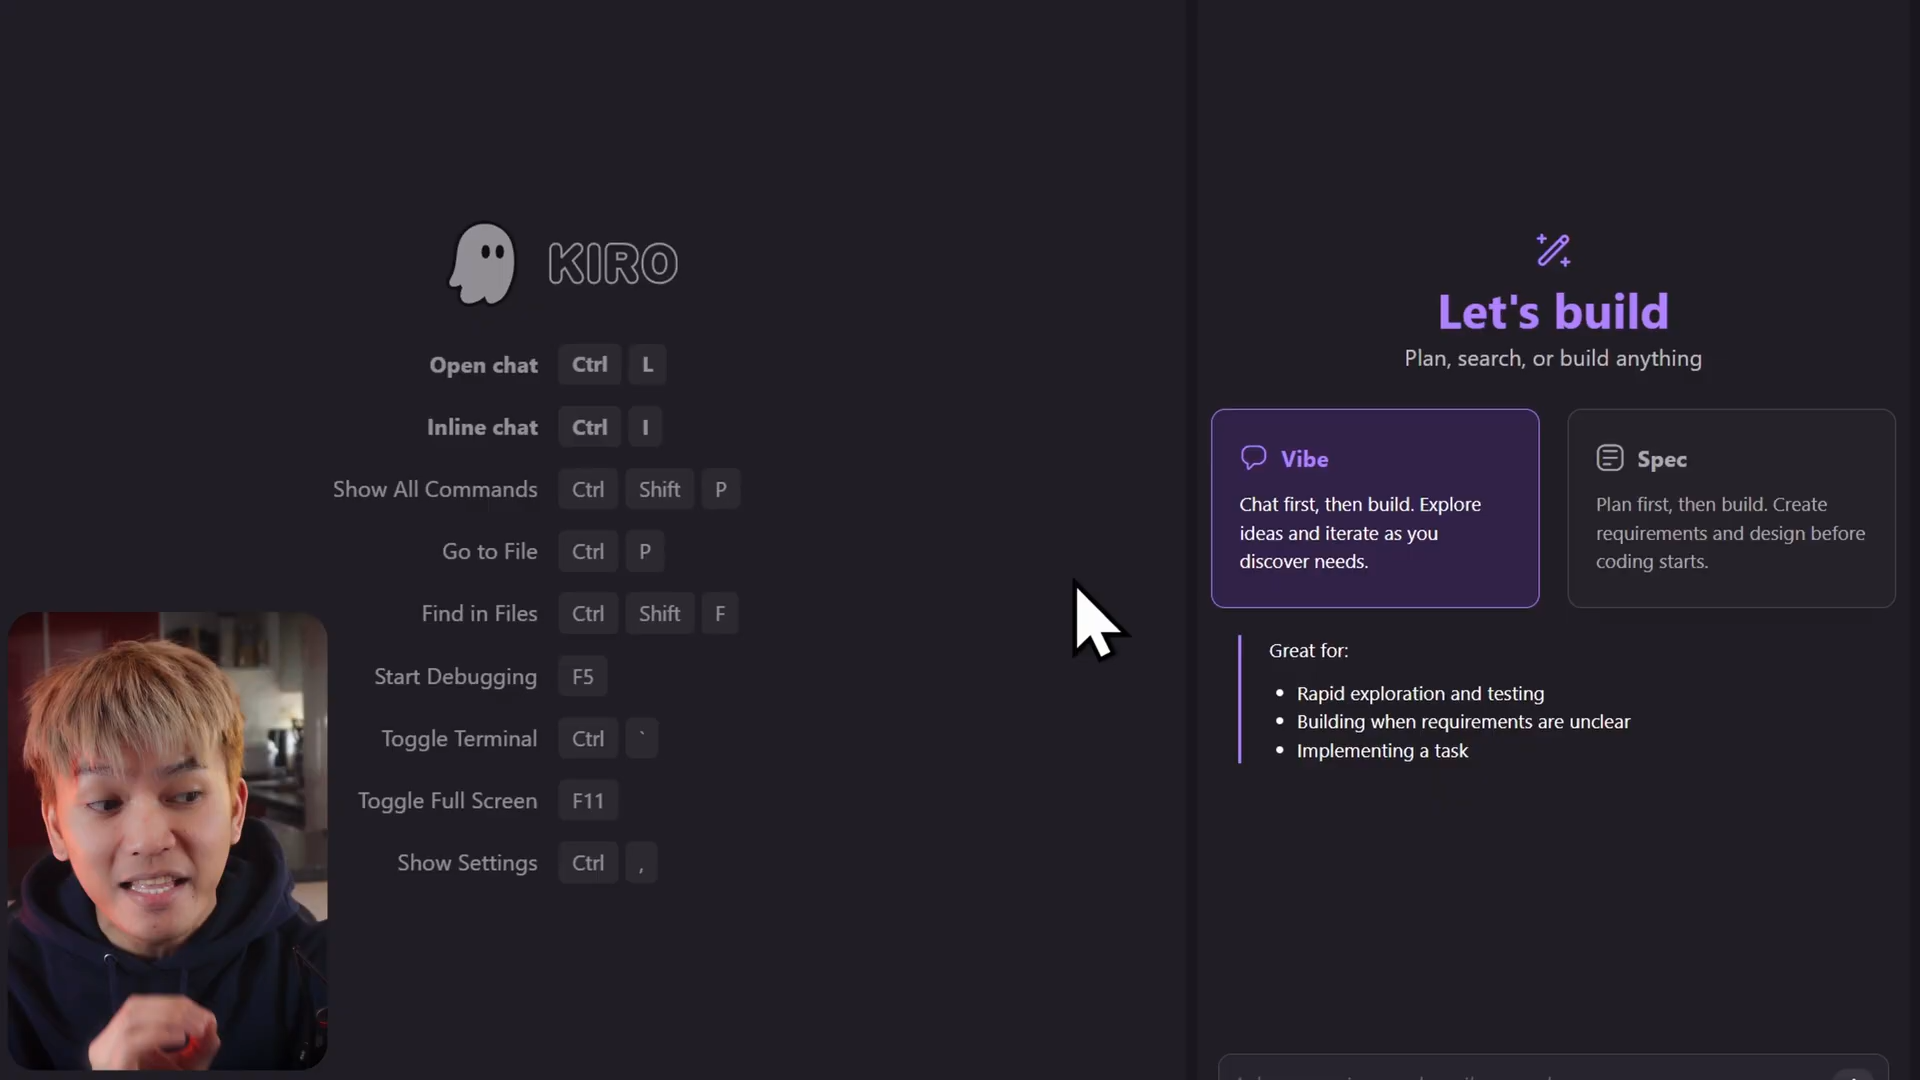 KIRO
Open chat Ctrl L
Inline chat Ctrl I
Show All Commands Ctrl Shift P
Go to File Ctrl P
Find in Files Ctrl Shift F
Start Debugging F5
Toggle Terminal Ctrl `
Toggle Full Screen F11
Show Settings Ctrl ,
Let's build
Plan, search, or build anything
Vibe
Chat first, then build. Explore
ideas and iterate as you
discover needs.
Spec
Plan first, then build. Create
requirements and design before
coding starts.
Great for:
• Rapid exploration and testing
• Building when requirements are unclear
• Implementing a task